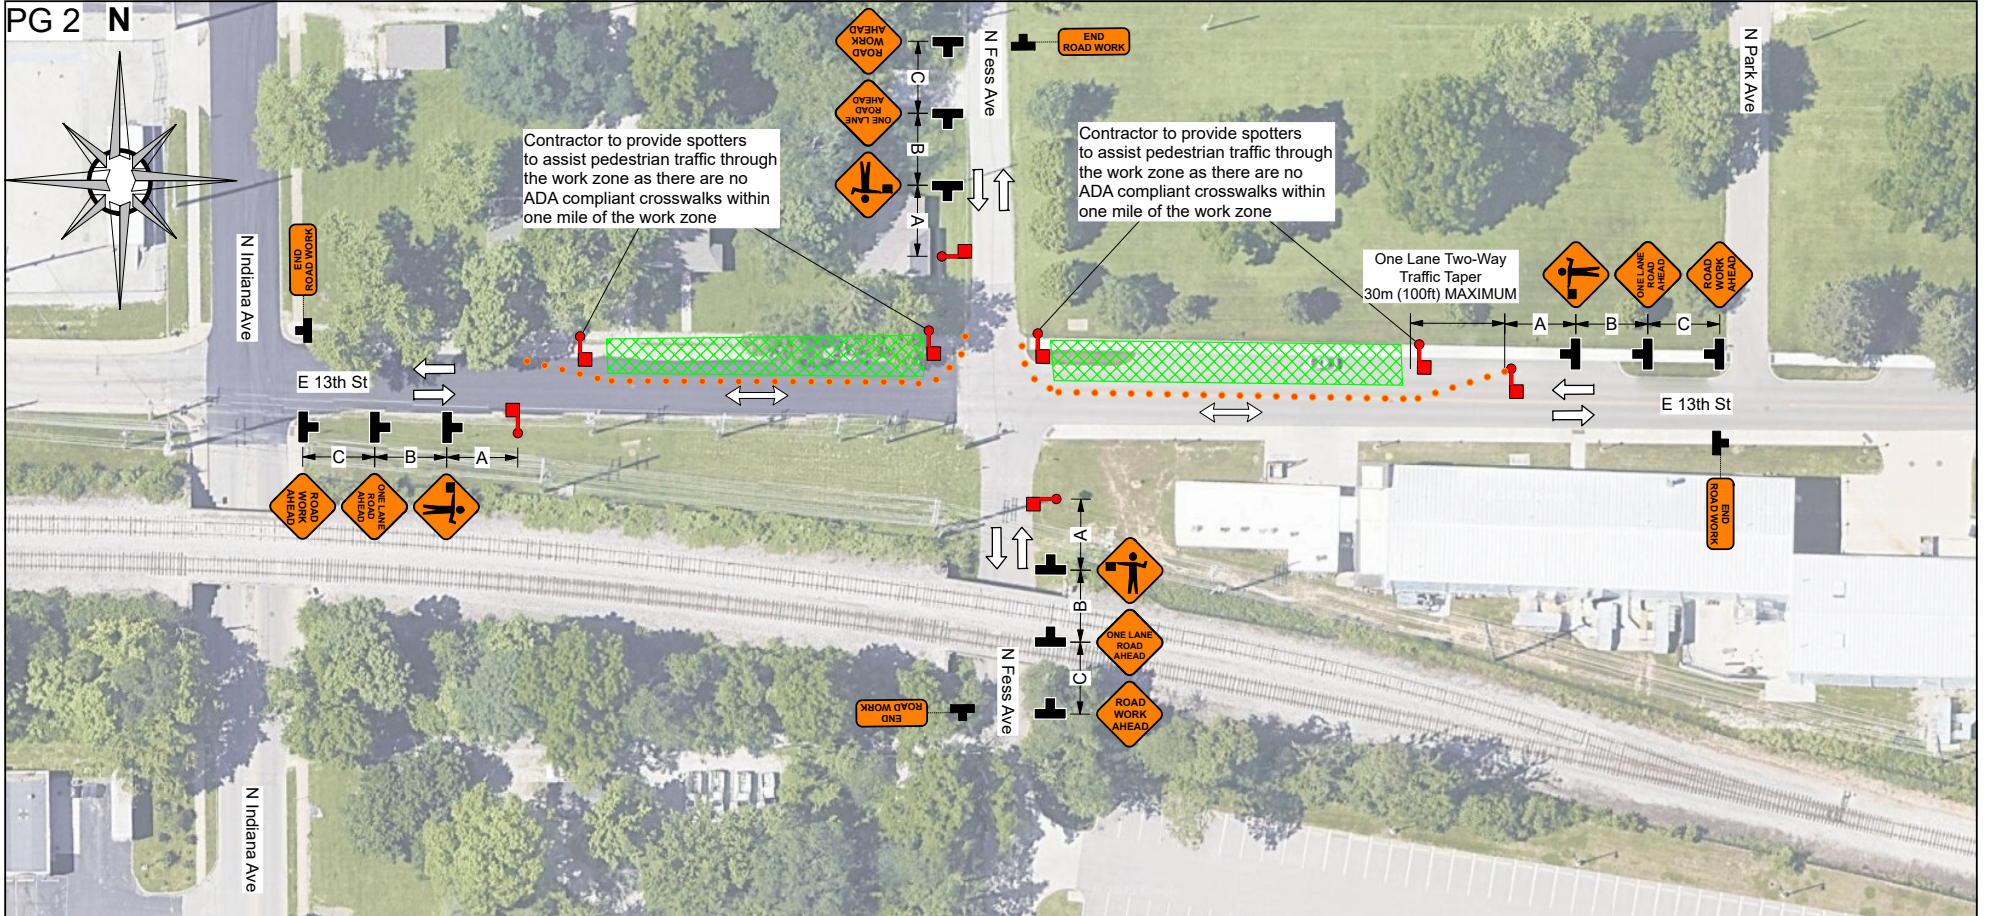 PG 2
N
ROAD
WORK
AHEAD
C
ONE LANE
ROAD
AHEAD
B
A
N Fess Ave
END
ROAD WORK
N Park Ave
Contractor to provide spotters
to assist pedestrian traffic through
the work zone as there are no
ADA compliant crosswalks within
one mile of the work zone
Contractor to provide spotters
to assist pedestrian traffic through
the work zone as there are no
ADA compliant crosswalks within
one mile of the work zone
N Indiana Ave
END
ROAD WORK
One Lane Two-Way
Traffic Taper
30m (100ft) MAXIMUM
ONE LANE
ROAD
AHEAD
ROAD
WORK
AHEAD
A
B
C
E 13th St
E 13th St
C
B
A
ROAD
WORK
AHEAD
ONE LANE
ROAD
AHEAD
END
ROAD WORK
A
B
ONE LANE
ROAD
AHEAD
C
ROAD
WORK
AHEAD
N Fess Ave
END
ROAD WORK
N Indiana Ave